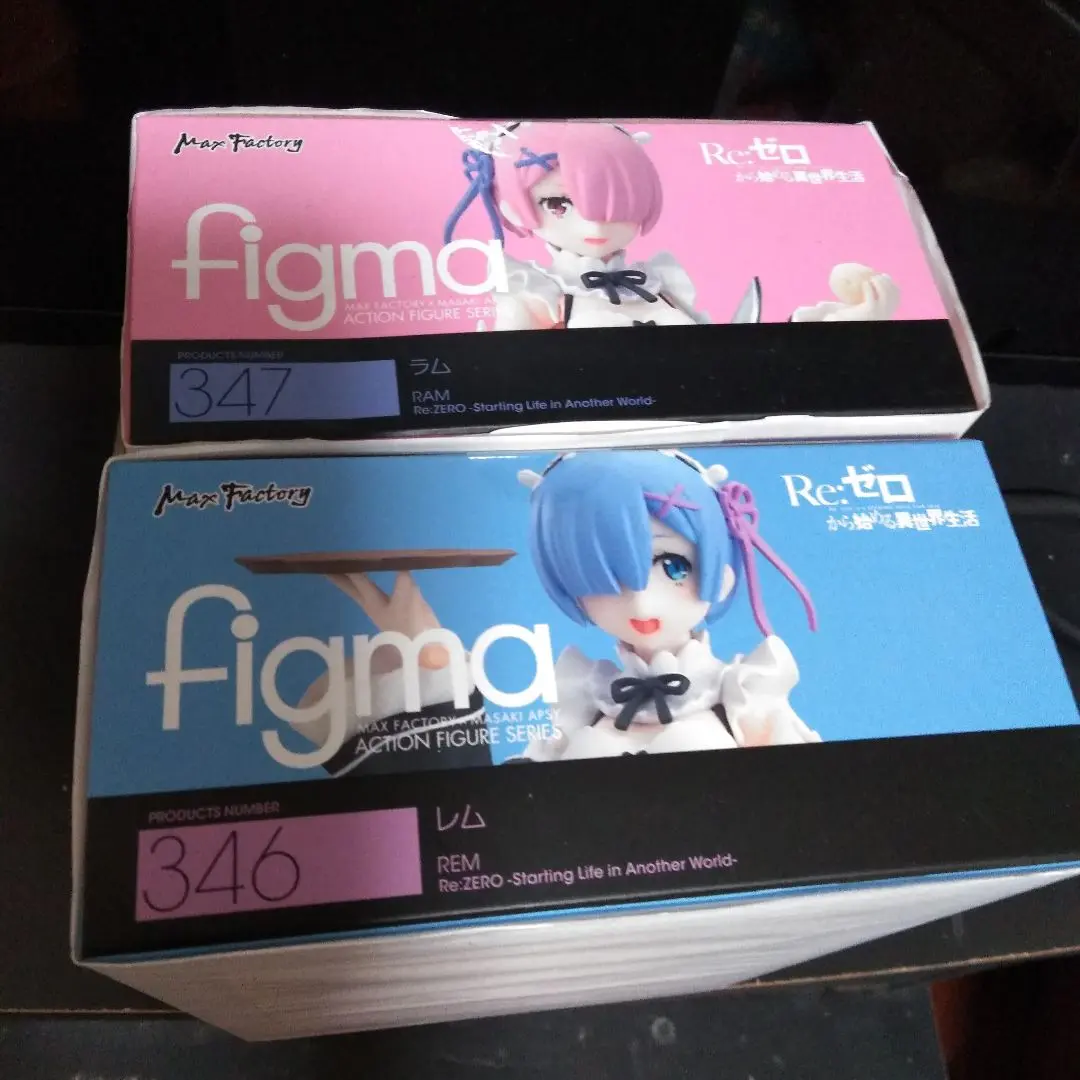 Max Factory
Re:ゼロ
から始める異世界生活
figma
MAX FACTORY × MASAKI AP
ACTION FIGURE SERI
PRODUCTS NUMBER
347
ラム
RAM
Re:ZERO -Starting Life in Another World-
Max Factory
Re:ゼロ
から始める異世界生活
figma
MAX FACTORY × MASAKI APSY
ACTION FIGURE SERIES
PRODUCTS NUMBER
346
レム
REM
Re:ZERO -Starting Life in Another World-